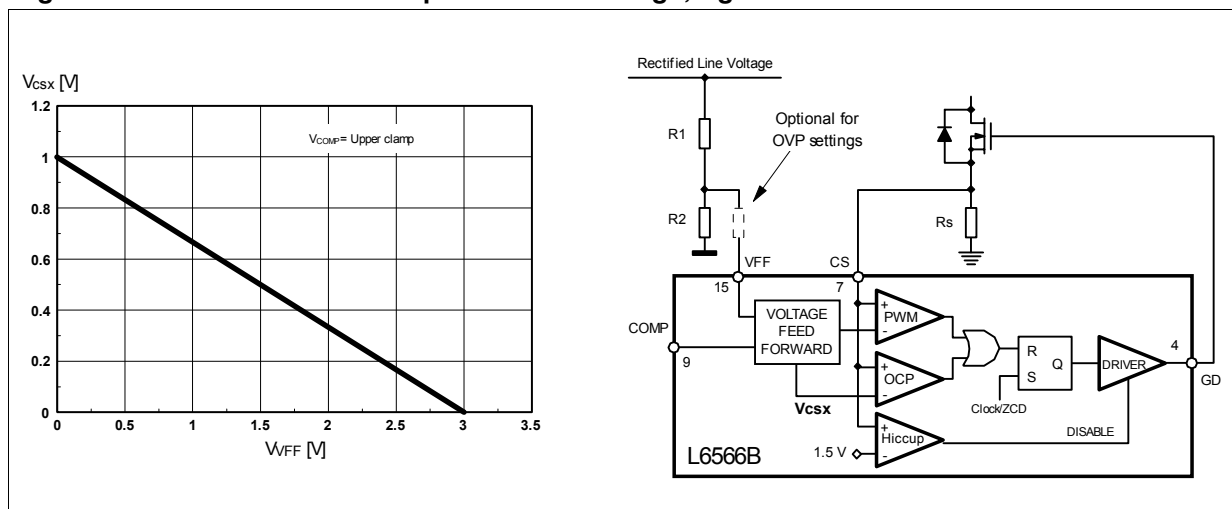 Vcsx [V]
1.2
1
0.8
0.6
0.4
0.2
0
VCOMP = Upper clamp
0 0.5 1 1.5 2 2.5 3 3.5
VVFF [V]
Rectified Line Voltage
R1
Optional for
OVP settings
R2
Rs
VFF
CS
15
7
COMP
9
VOLTAGE
FEED
FORWARD
+
PWM
-
+
OCP
-
Vcsx
+
Hiccup
-
1.5 V
R
S
Q
Clock/ZCD
DRIVER
4
GD
DISABLE
L6566B